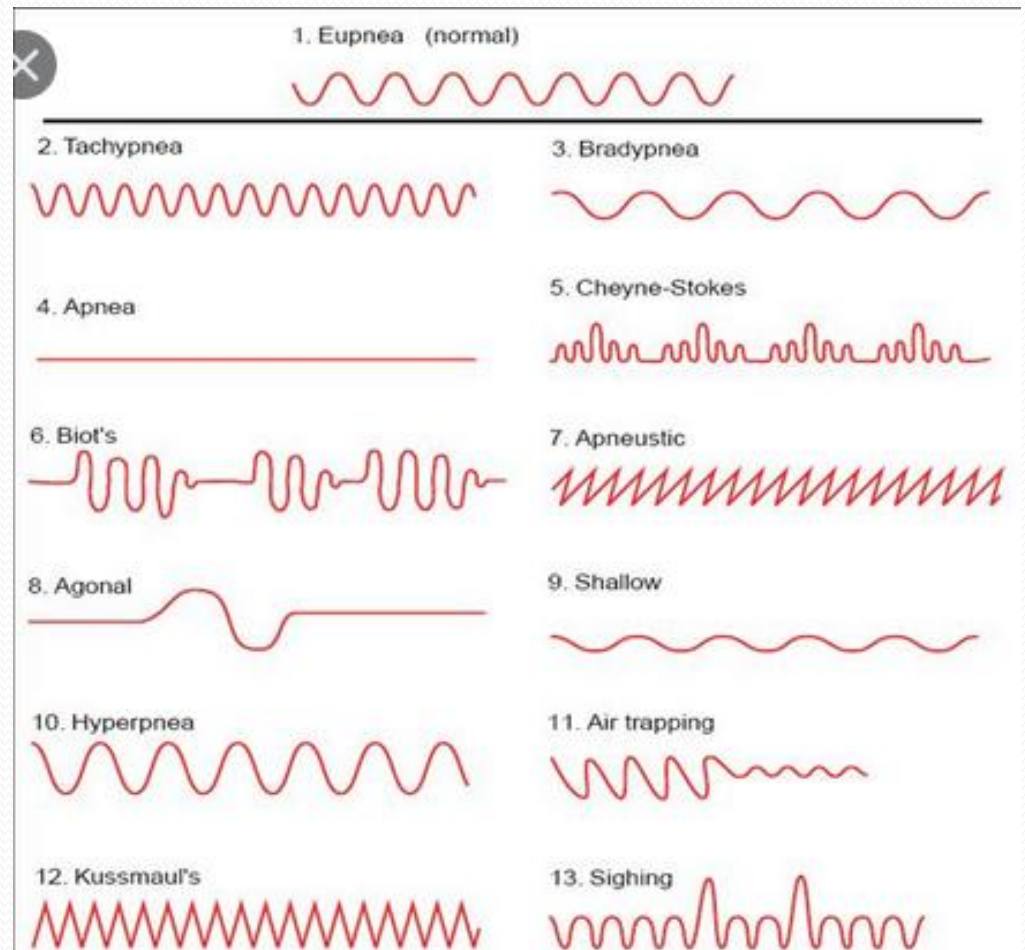 1. Eupnea (normal)
2. Tachypnea
3. Bradypnea
4. Apnea
5. Cheyne-Stokes
6. Biot's
7. Apneustic
8. Agonal
9. Shallow
10. Hyperpnea
11. Air trapping
12. Kussmaul's
13. Sighing